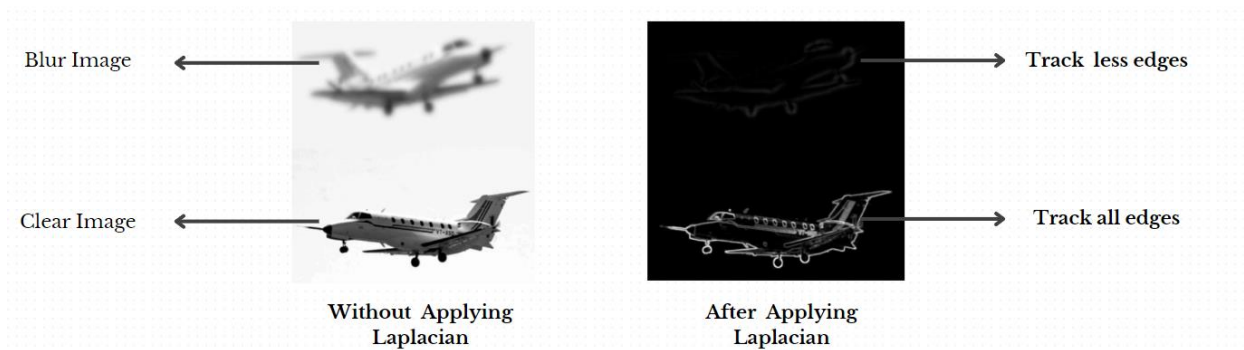 Blur Image
Track less edges
Clear Image
Track all edges
Without Applying
Laplacian
After Applying
Laplacian